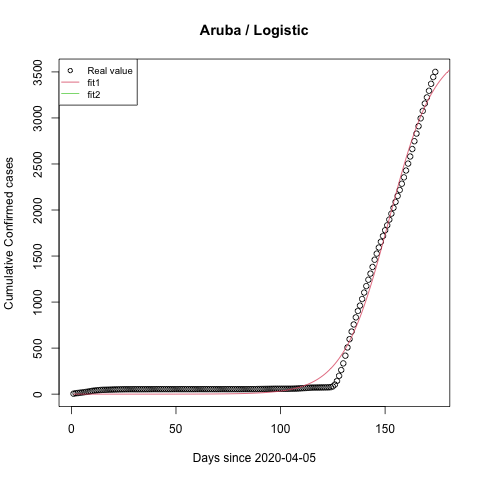 Aruba / Logistic
Real value
fit1
fit2
Cumulative Confirmed cases
0
500
1000
1500
2000
2500
3000
3500
0
50
100
150
Days since 2020-04-05